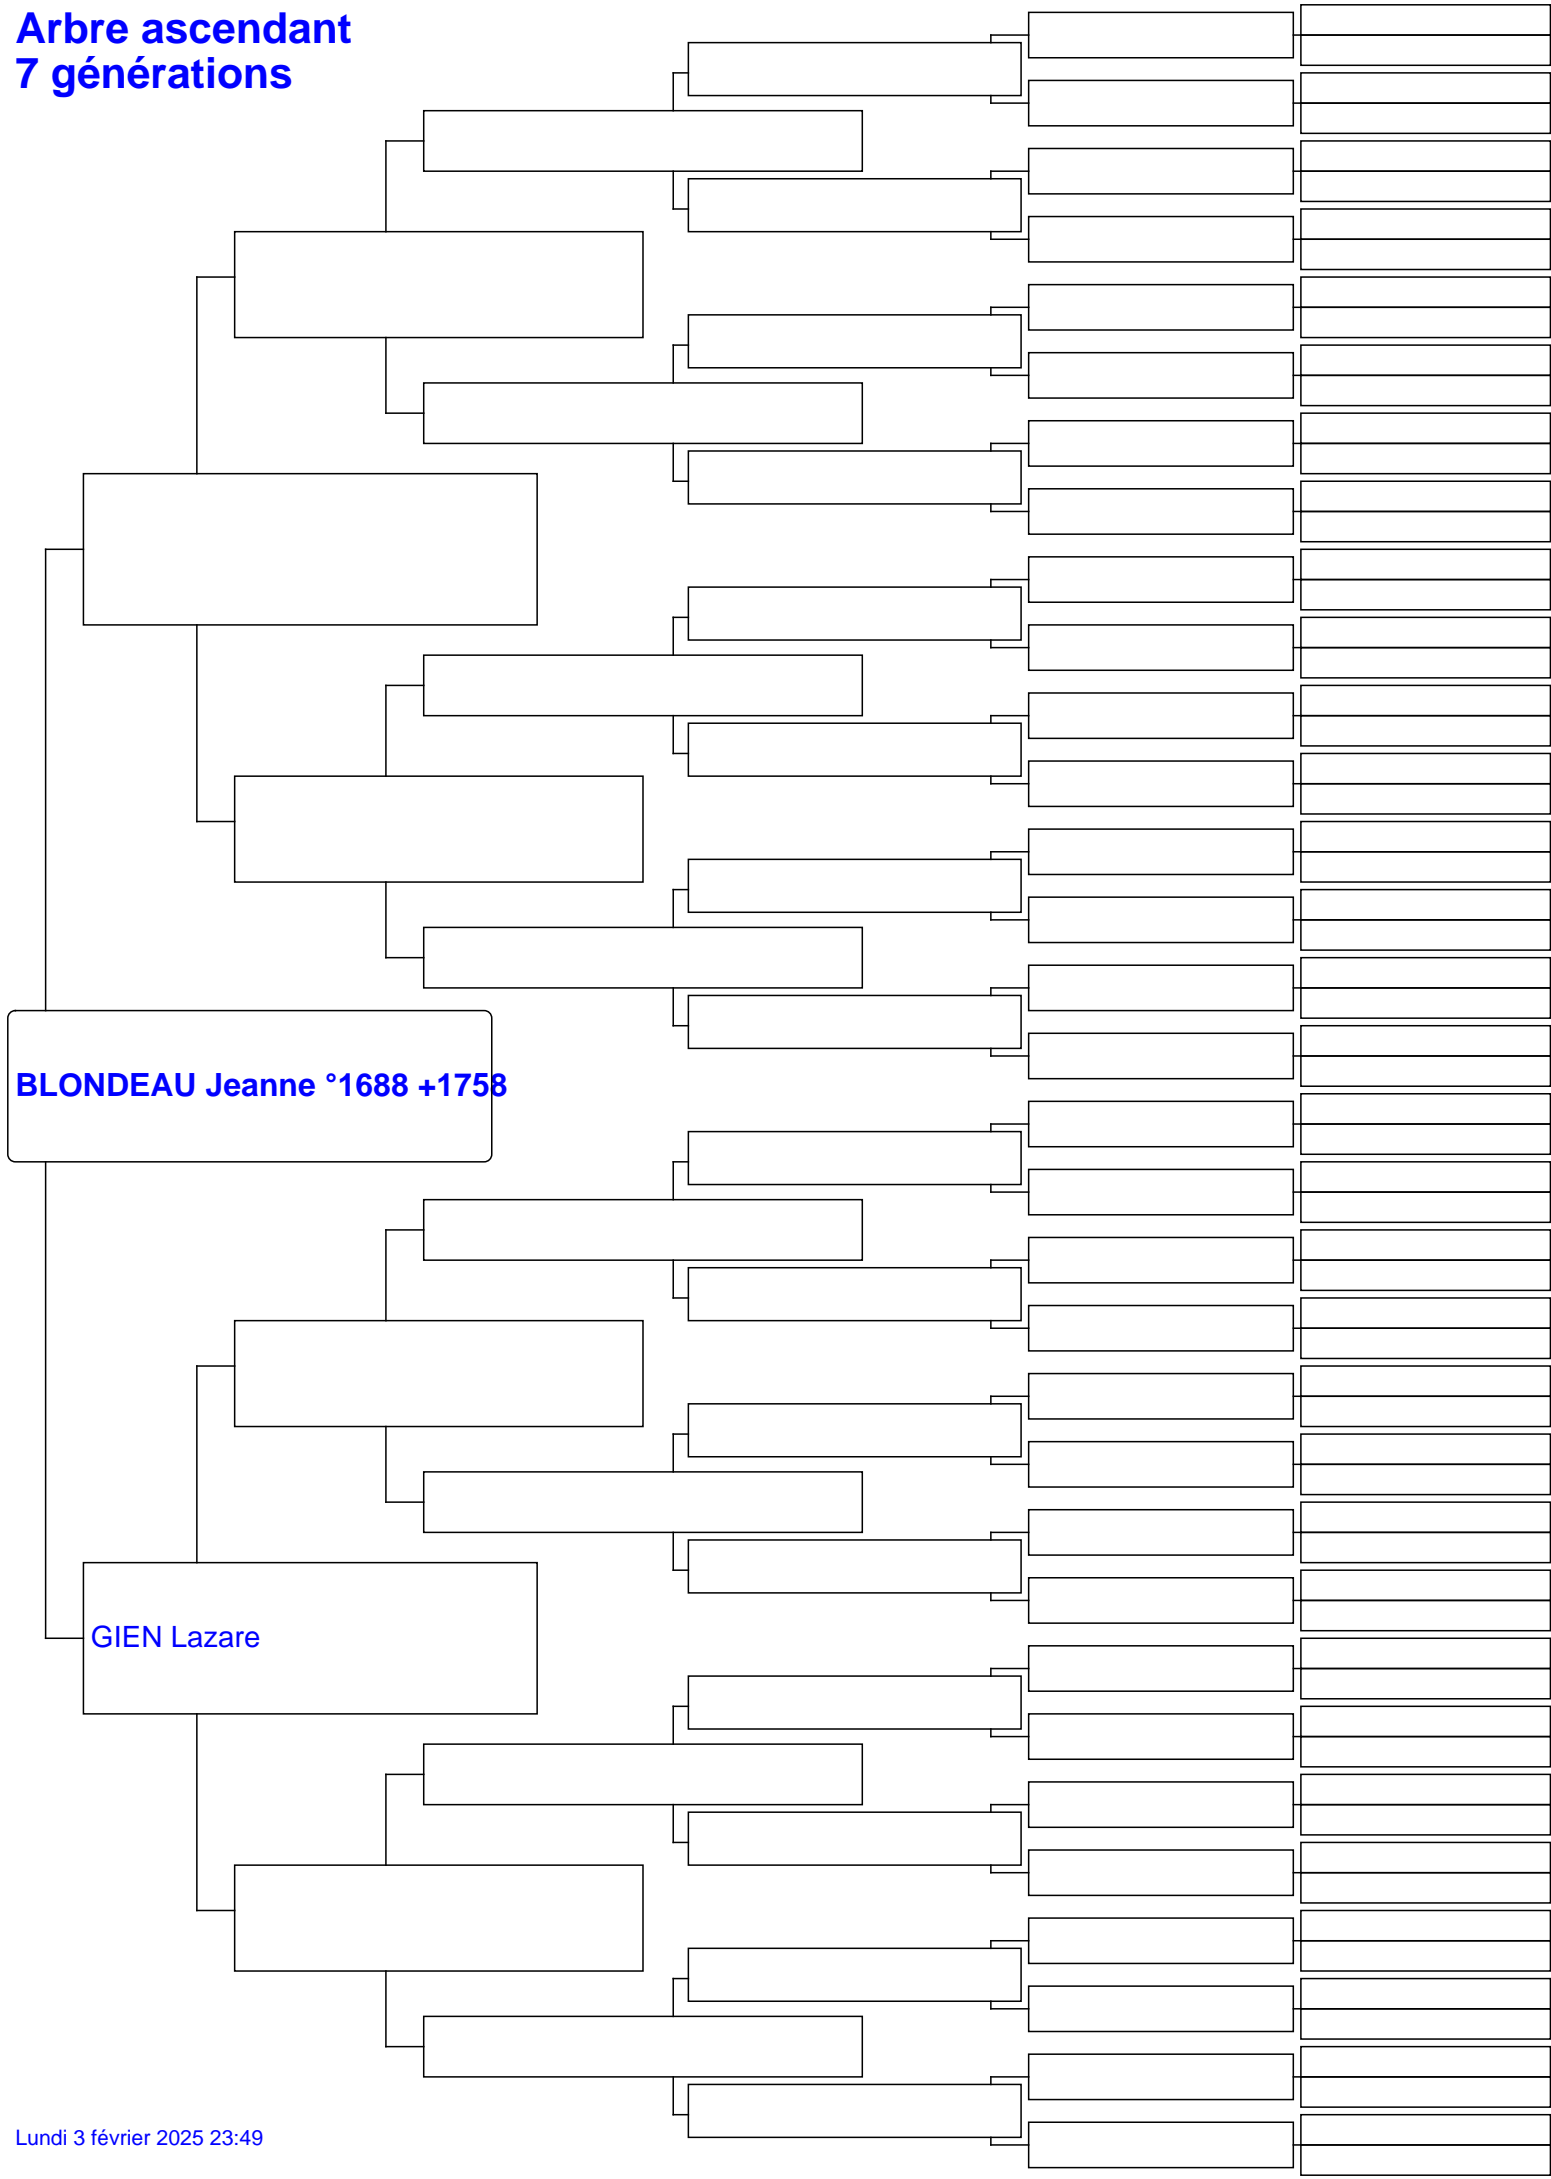 Arbre ascendant
7 générations
BLONDEAU Jeanne °1688 +1758
GIEN Lazare
Lundi 3 février 2025 23:49